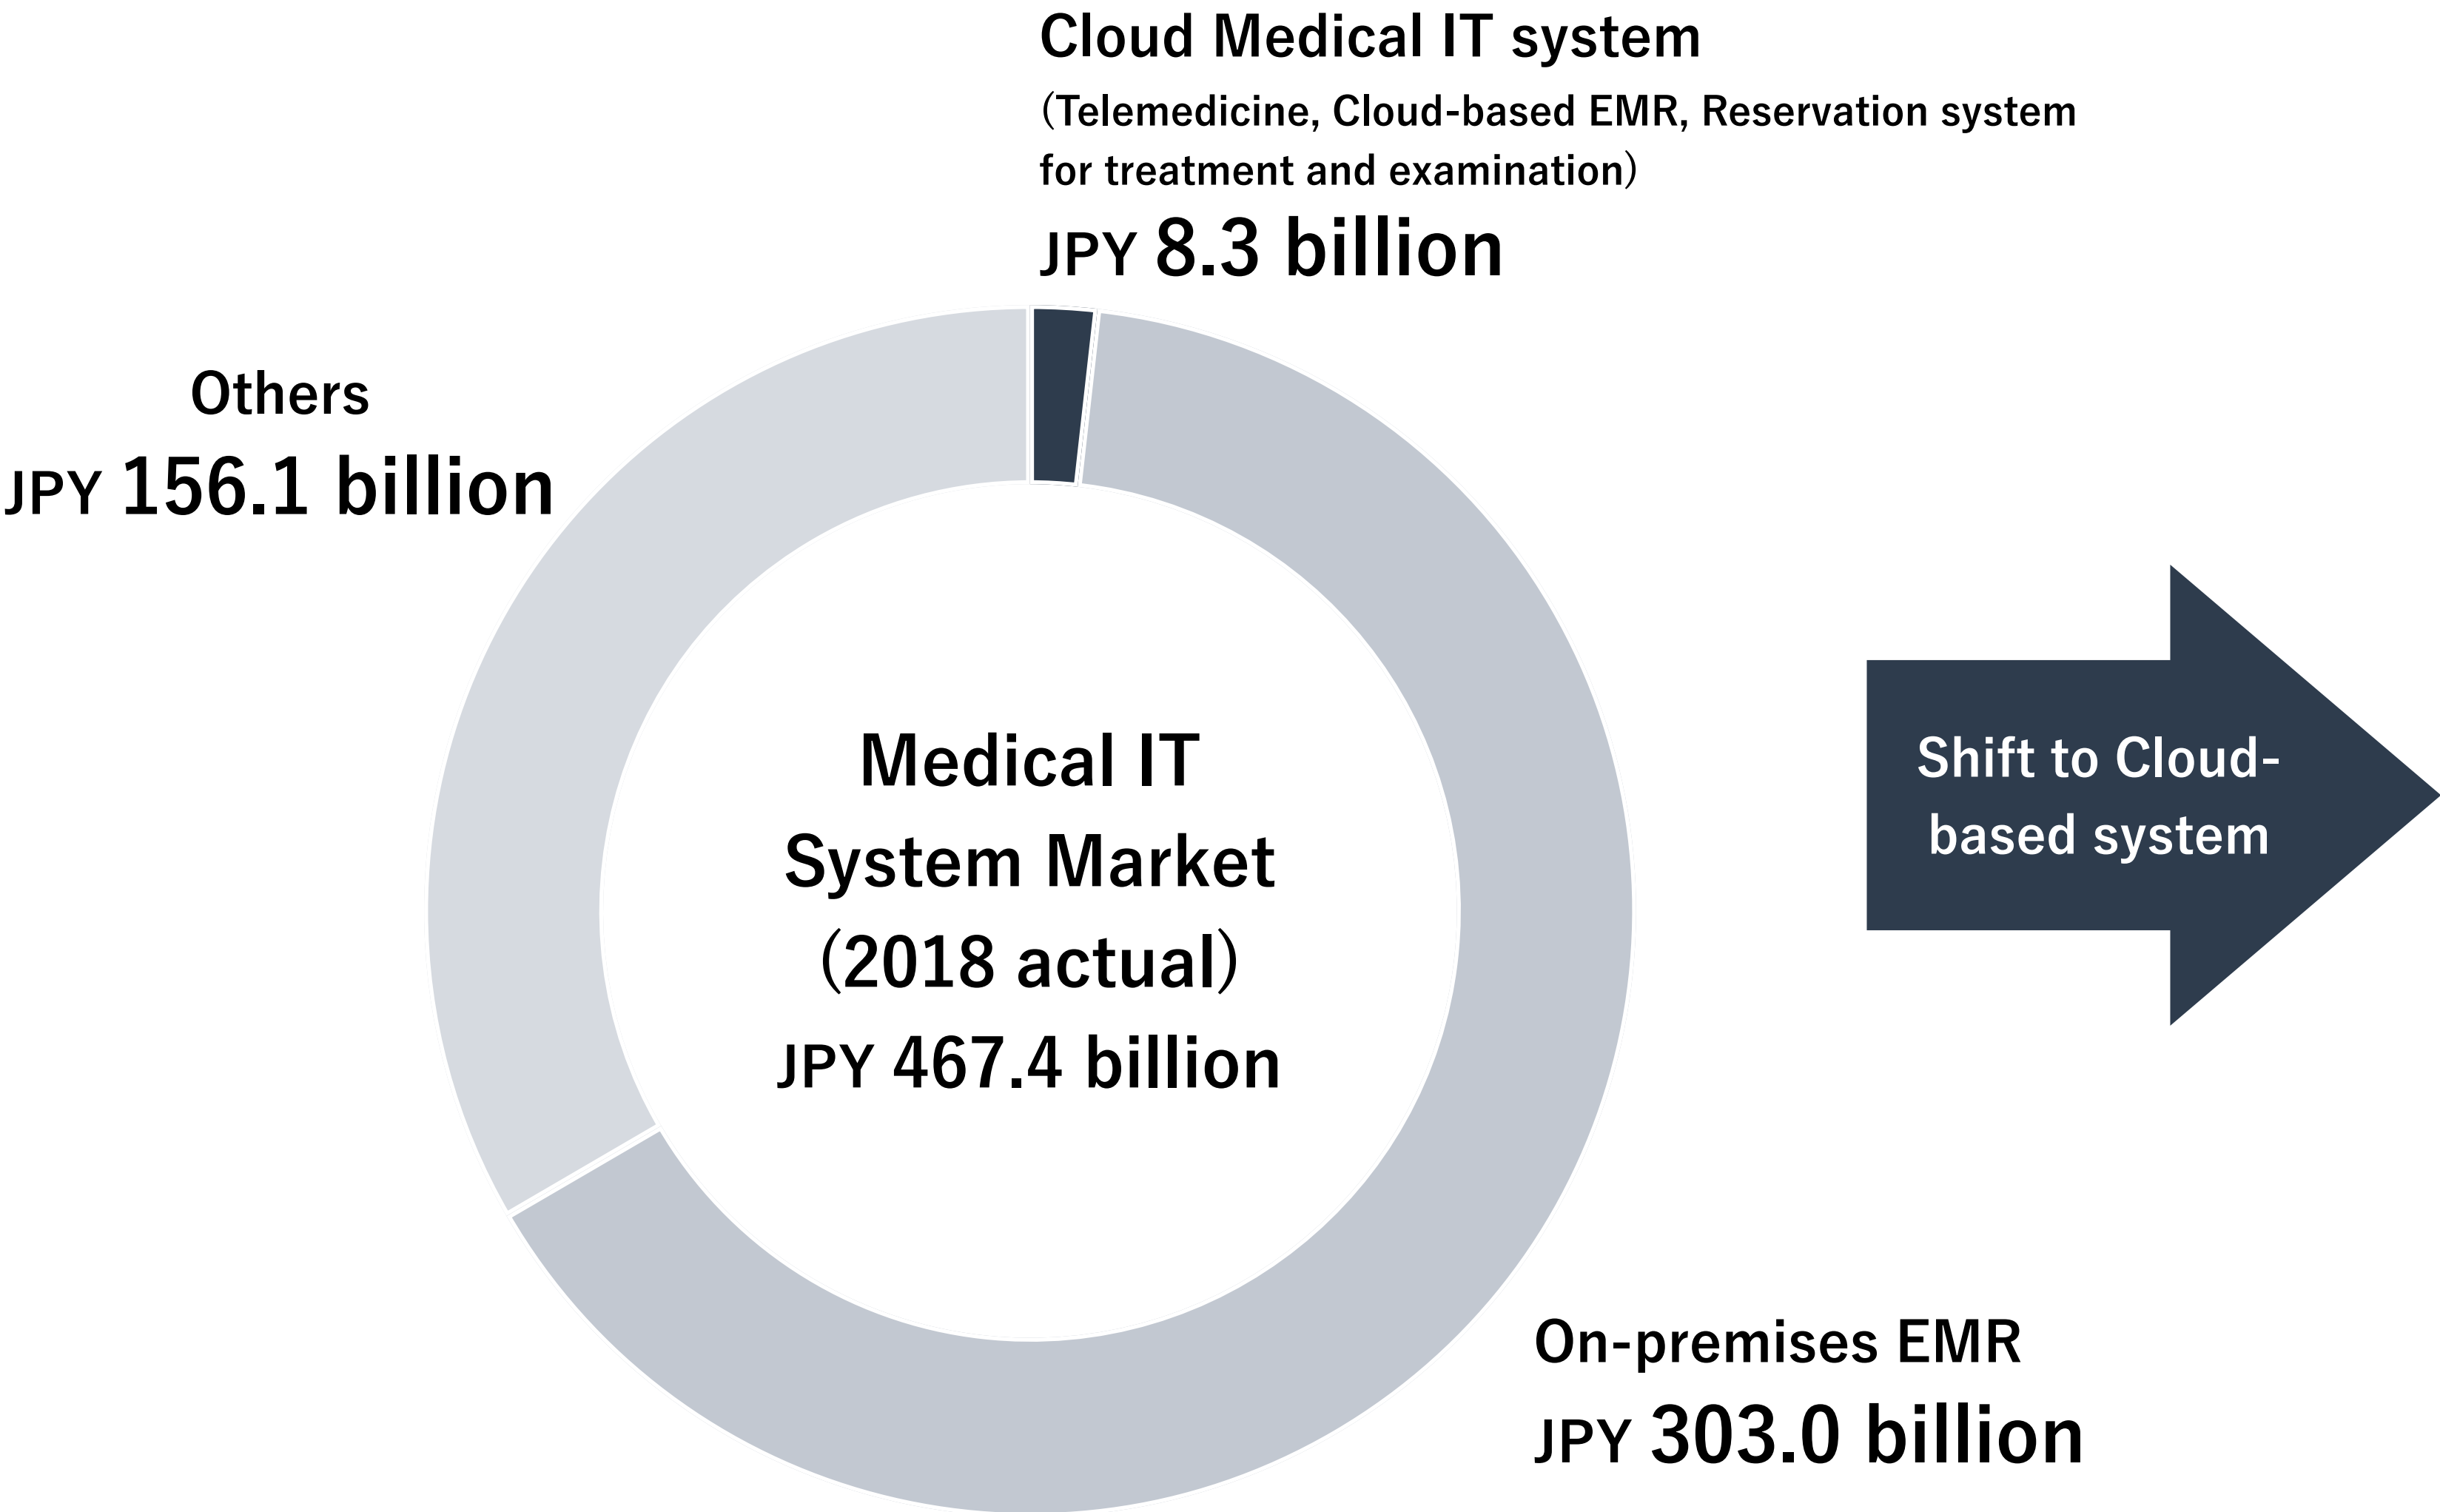 Cloud Medical IT system
（Telemedicine, Cloud-based EMR, Reservation system
for treatment and examination）
JPY 8.3 billion
Others
JPY 156.1 billion
Medical IT
System Market
（2018 actual）
JPY 467.4 billion
Shift to Cloud-
based system
On-premises EMR
JPY 303.0 billion